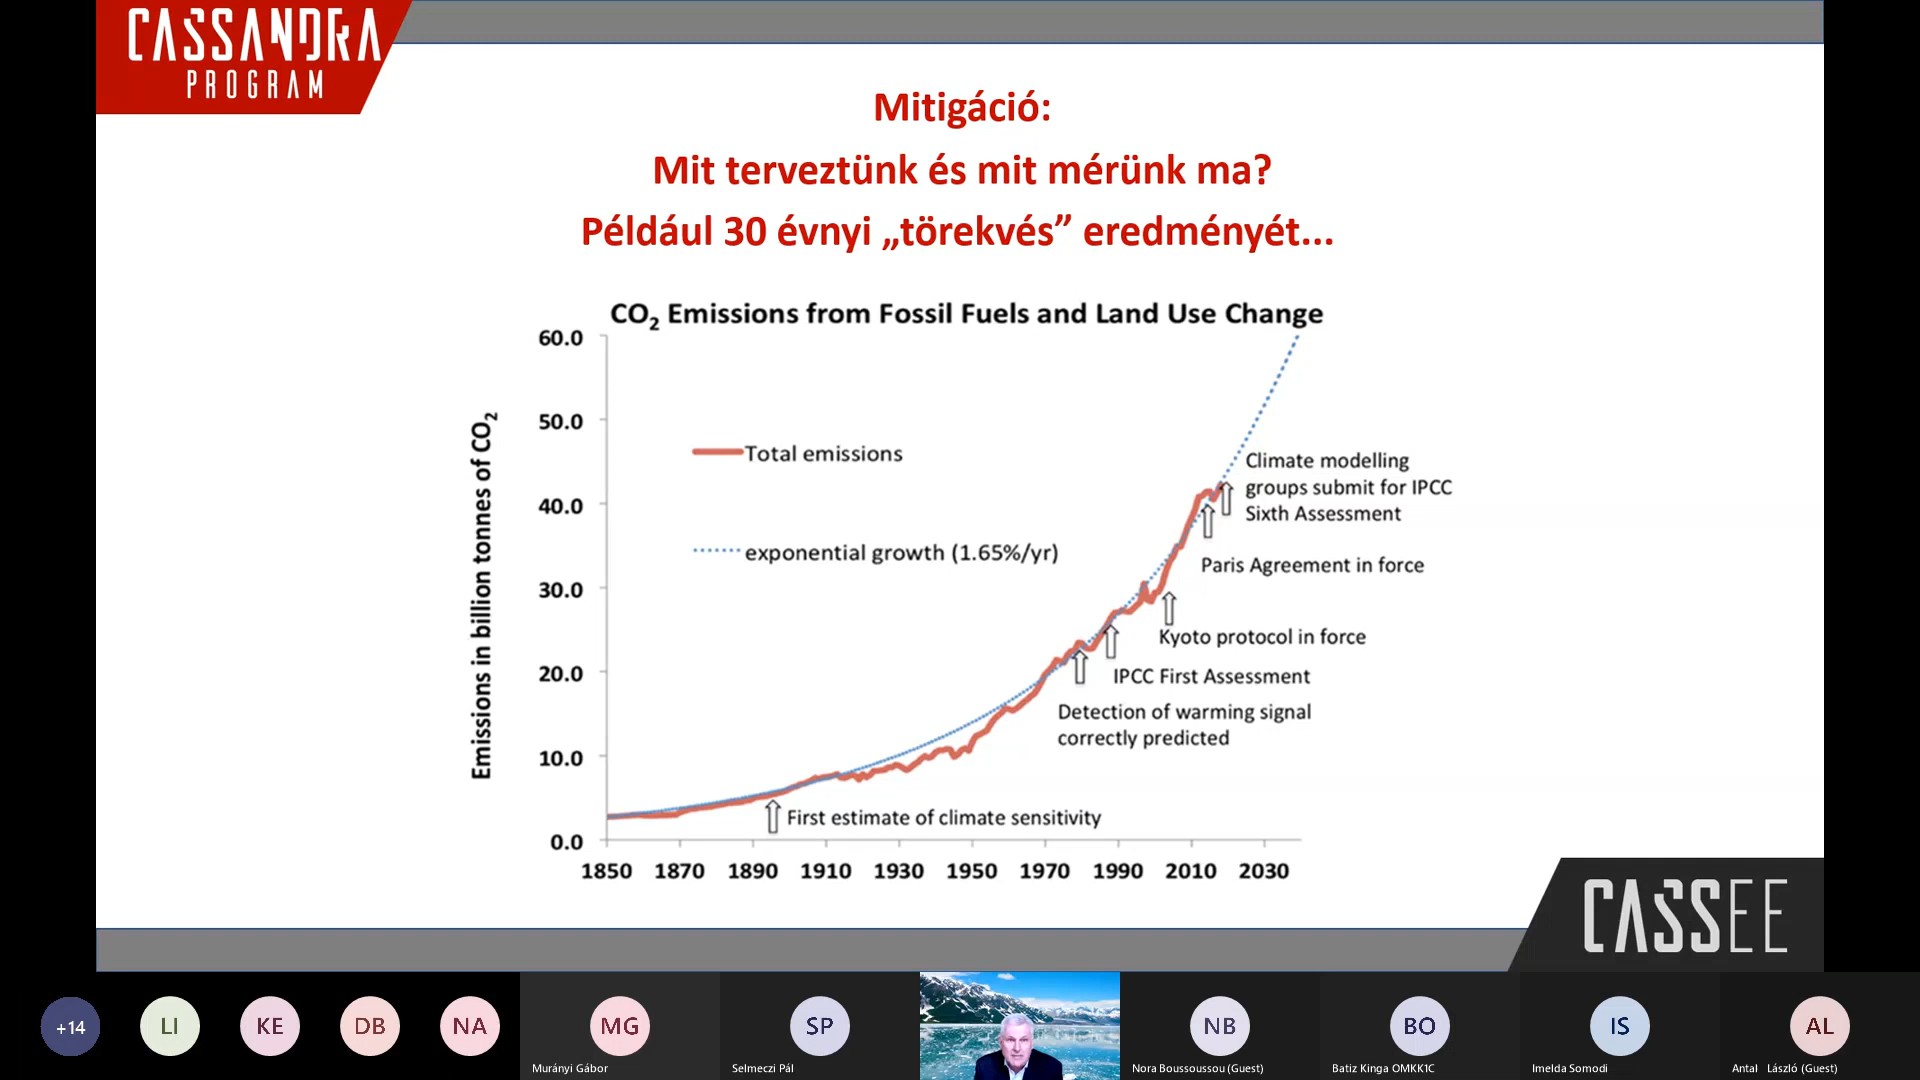 CASSANDRA
PROGRAM
Mitigáció:
Mit terveztünk és mit mérünk ma?
Például 30 évnyi „törekvés” eredményét...
CO2 Emissions from Fossil Fuels and Land Use Change
Emissions in billion tonnes of CO2
60.0
50.0
40.0
30.0
20.0
10.0
0.0
Total emissions
exponential growth (1.65%/yr)
Climate modelling
groups submit for IPCC
Sixth Assessment
Paris Agreement in force
Kyoto protocol in force
IPCC First Assessment
Detection of warming signal
correctly predicted
First estimate of climate sensitivity
1850 1870 1890 1910 1930 1950 1970 1990 2010 2030
CASSEE
+14 LI KE DB NA MG SP NB BO IS AL
Murányi Gábor Selmeczi Pál Nora Boussoussou (Guest) Batiz Kinga OMKK1C Imelda Somodi Antal László (Guest)